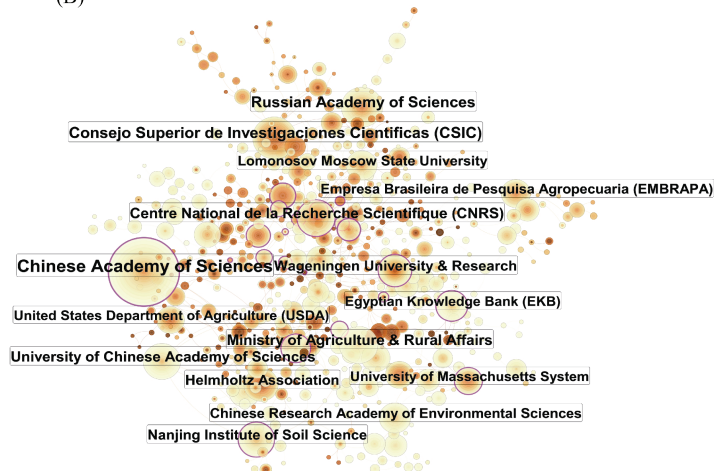 (B)
Russian Academy of Sciences
Consejo Superior de Investigaciones Cientificas (CSIC)
Lomonosov Moscow State University
Empresa Brasileira de Pesquisa Agropecuaria (EMBRAPA)
Centre National de la Recherche Scientifique (CNRS)
Chinese Academy of Sciences
Wageningen University & Research
Egyptian Knowledge Bank (EKB)
United States Department of Agriculture (USDA)
Ministry of Agriculture & Rural Affairs
University of Chinese Academy of Sciences
Helmholtz Association
University of Massachusetts System
Chinese Research Academy of Environmental Sciences
Nanjing Institute of Soil Science